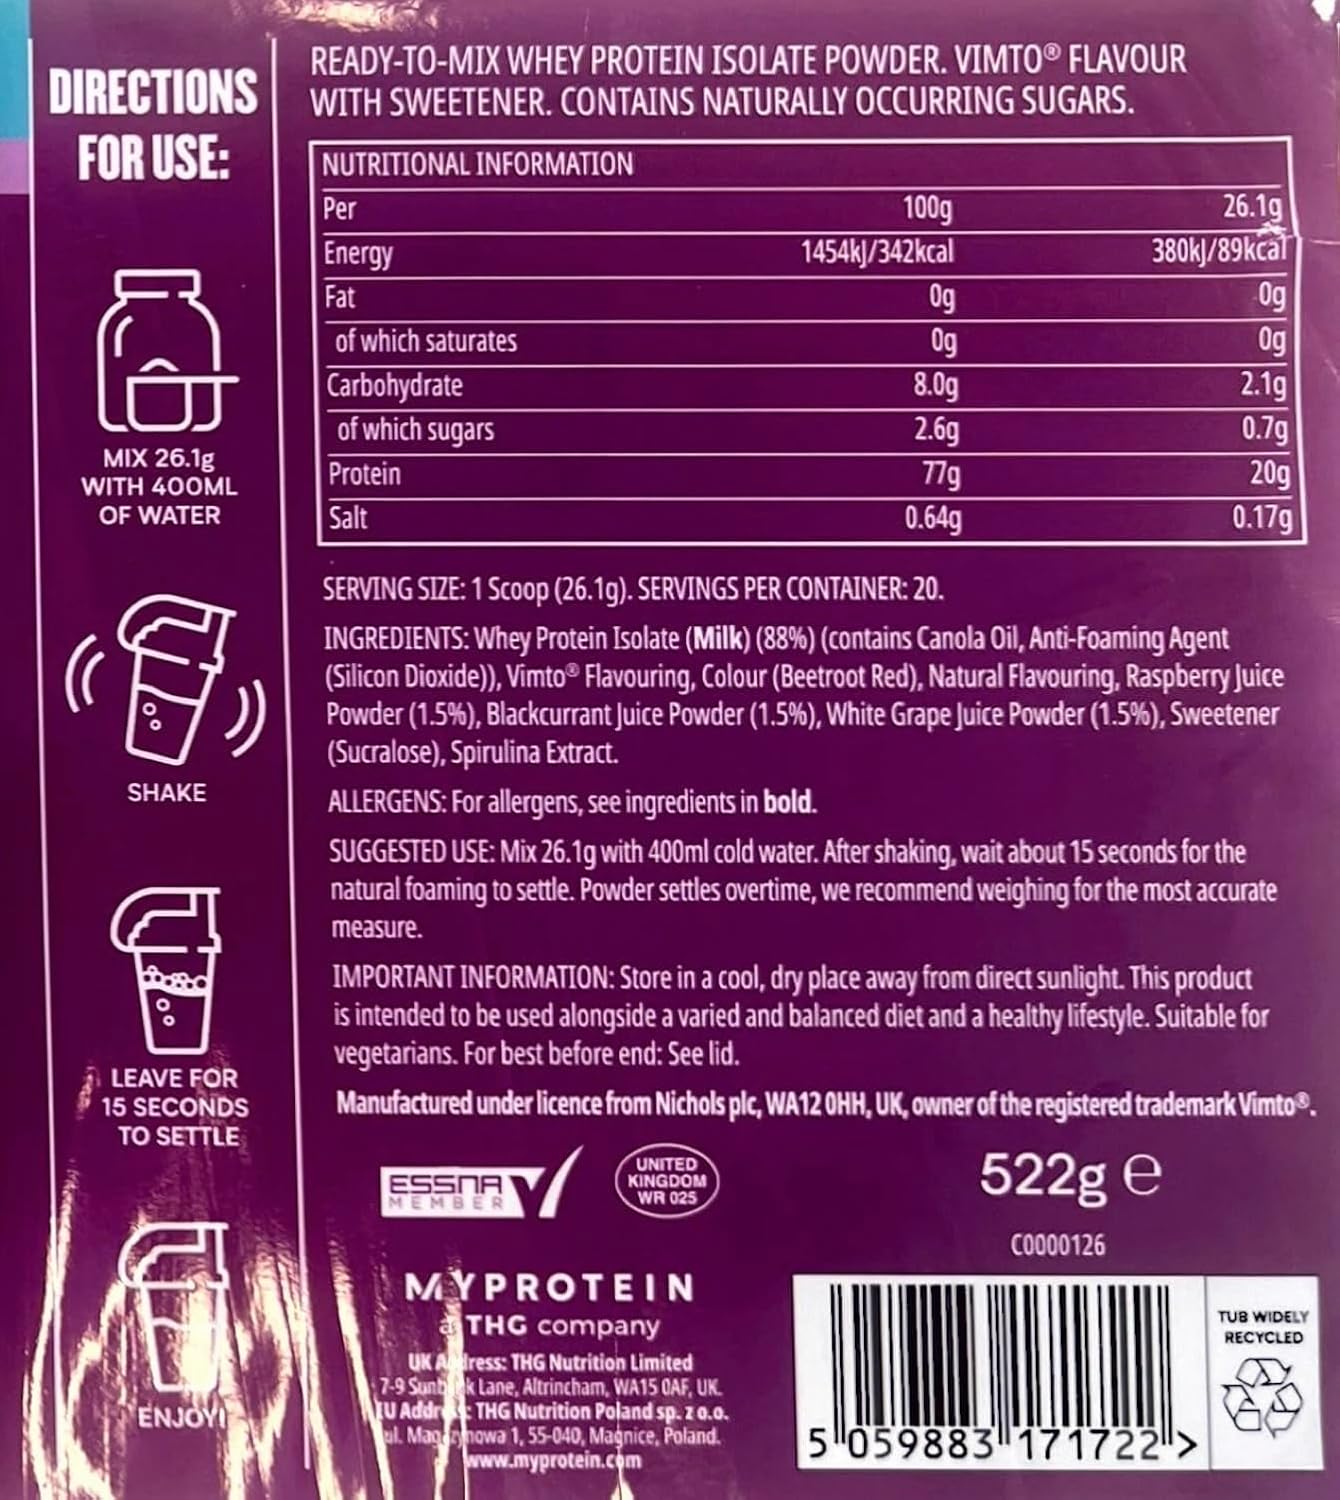 DIRECTIONS
FOR USE:
MIX 26.1g
WITH 400ML
OF WATER
SHAKE
LEAVE FOR
15 SECONDS
TO SETTLE
ENJOY!
READY-TO-MIX WHEY PROTEIN ISOLATE POWDER. VIMTO® FLAVOUR
WITH SWEETENER. CONTAINS NATURALLY OCCURRING SUGARS.
NUTRITIONAL INFORMATION
Per 100g 26.1g
Energy 1454kJ/342kcal 380kJ/89kcal
Fat 0g 0g
of which saturates 0g 0g
Carbohydrate 8.0g 2.1g
of which sugars 2.6g 0.7g
Protein 77g 20g
Salt 0.64g 0.17g
SERVING SIZE: 1 Scoop (26.1g). SERVINGS PER CONTAINER: 20.
INGREDIENTS: Whey Protein Isolate (Milk) (88%) (contains Canola Oil, Anti-Foaming Agent
(Silicon Dioxide)), Vimto® Flavouring, Colour (Beetroot Red), Natural Flavouring, Raspberry Juice
Powder (1.5%), Blackcurrant Juice Powder (1.5%), White Grape Juice Powder (1.5%), Sweetener
(Sucralose), Spirulina Extract.
ALLERGENS: For allergens, see ingredients in bold.
SUGGESTED USE: Mix 26.1g with 400ml cold water. After shaking, wait about 15 seconds for the
natural foaming to settle. Powder settles overtime, we recommend weighing for the most accurate
measure.
IMPORTANT INFORMATION: Store in a cool, dry place away from direct sunlight. This product
is intended to be used alongside a varied and balanced diet and a healthy lifestyle. Suitable for
vegetarians. For best before end: See lid.
Manufactured under licence from Nichols plc, WA12 0HH, UK, owner of the registered trademark Vimto®.
ESSNA
MEMBER
UNITED
KINGDOM
WR 025
522g e
C0000126
MYPROTEIN
a THG company
UK Address: THG Nutrition Limited
7-9 Lane, Altrincham, WA15 0AF, UK.
EU Address: THG Nutrition Poland sp. z o.o.
ul. 1, 55-040, Magnice, Poland.
www.myprotein.com
5 059883 171722 >
TUB WIDELY
RECYCLED